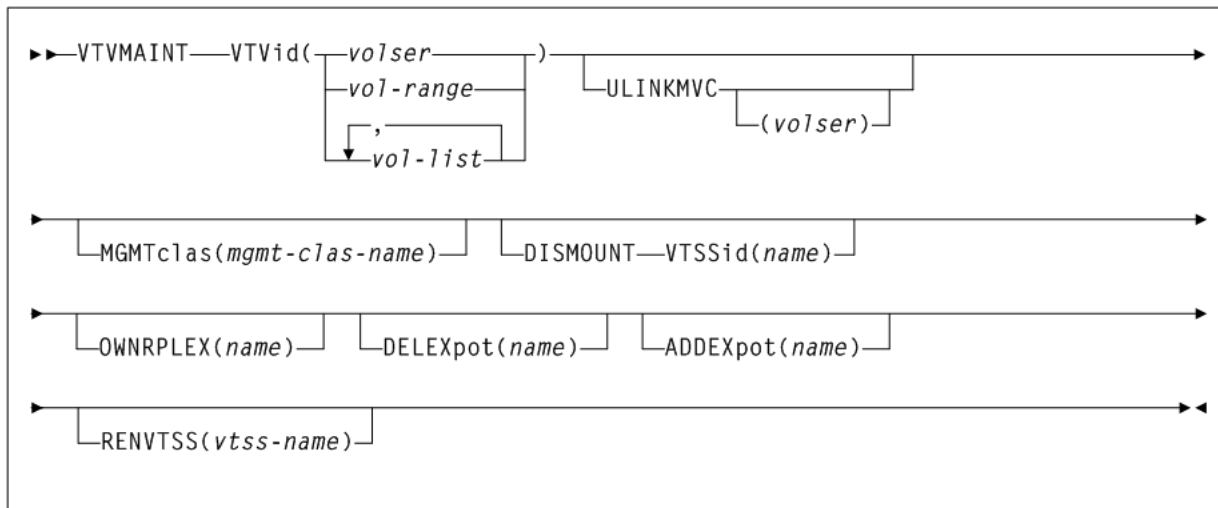 VTVMAINT VTVid( volser )
vol-range
,
vol-list
ULINKMVC
(volser)
MGMTclas(mgmt-clas-name) DISMOUNT VTSSid(name)
OWNRPLEX(name) DELEXpot(name) ADDEXpot(name)
RENVTSS(vtss-name)